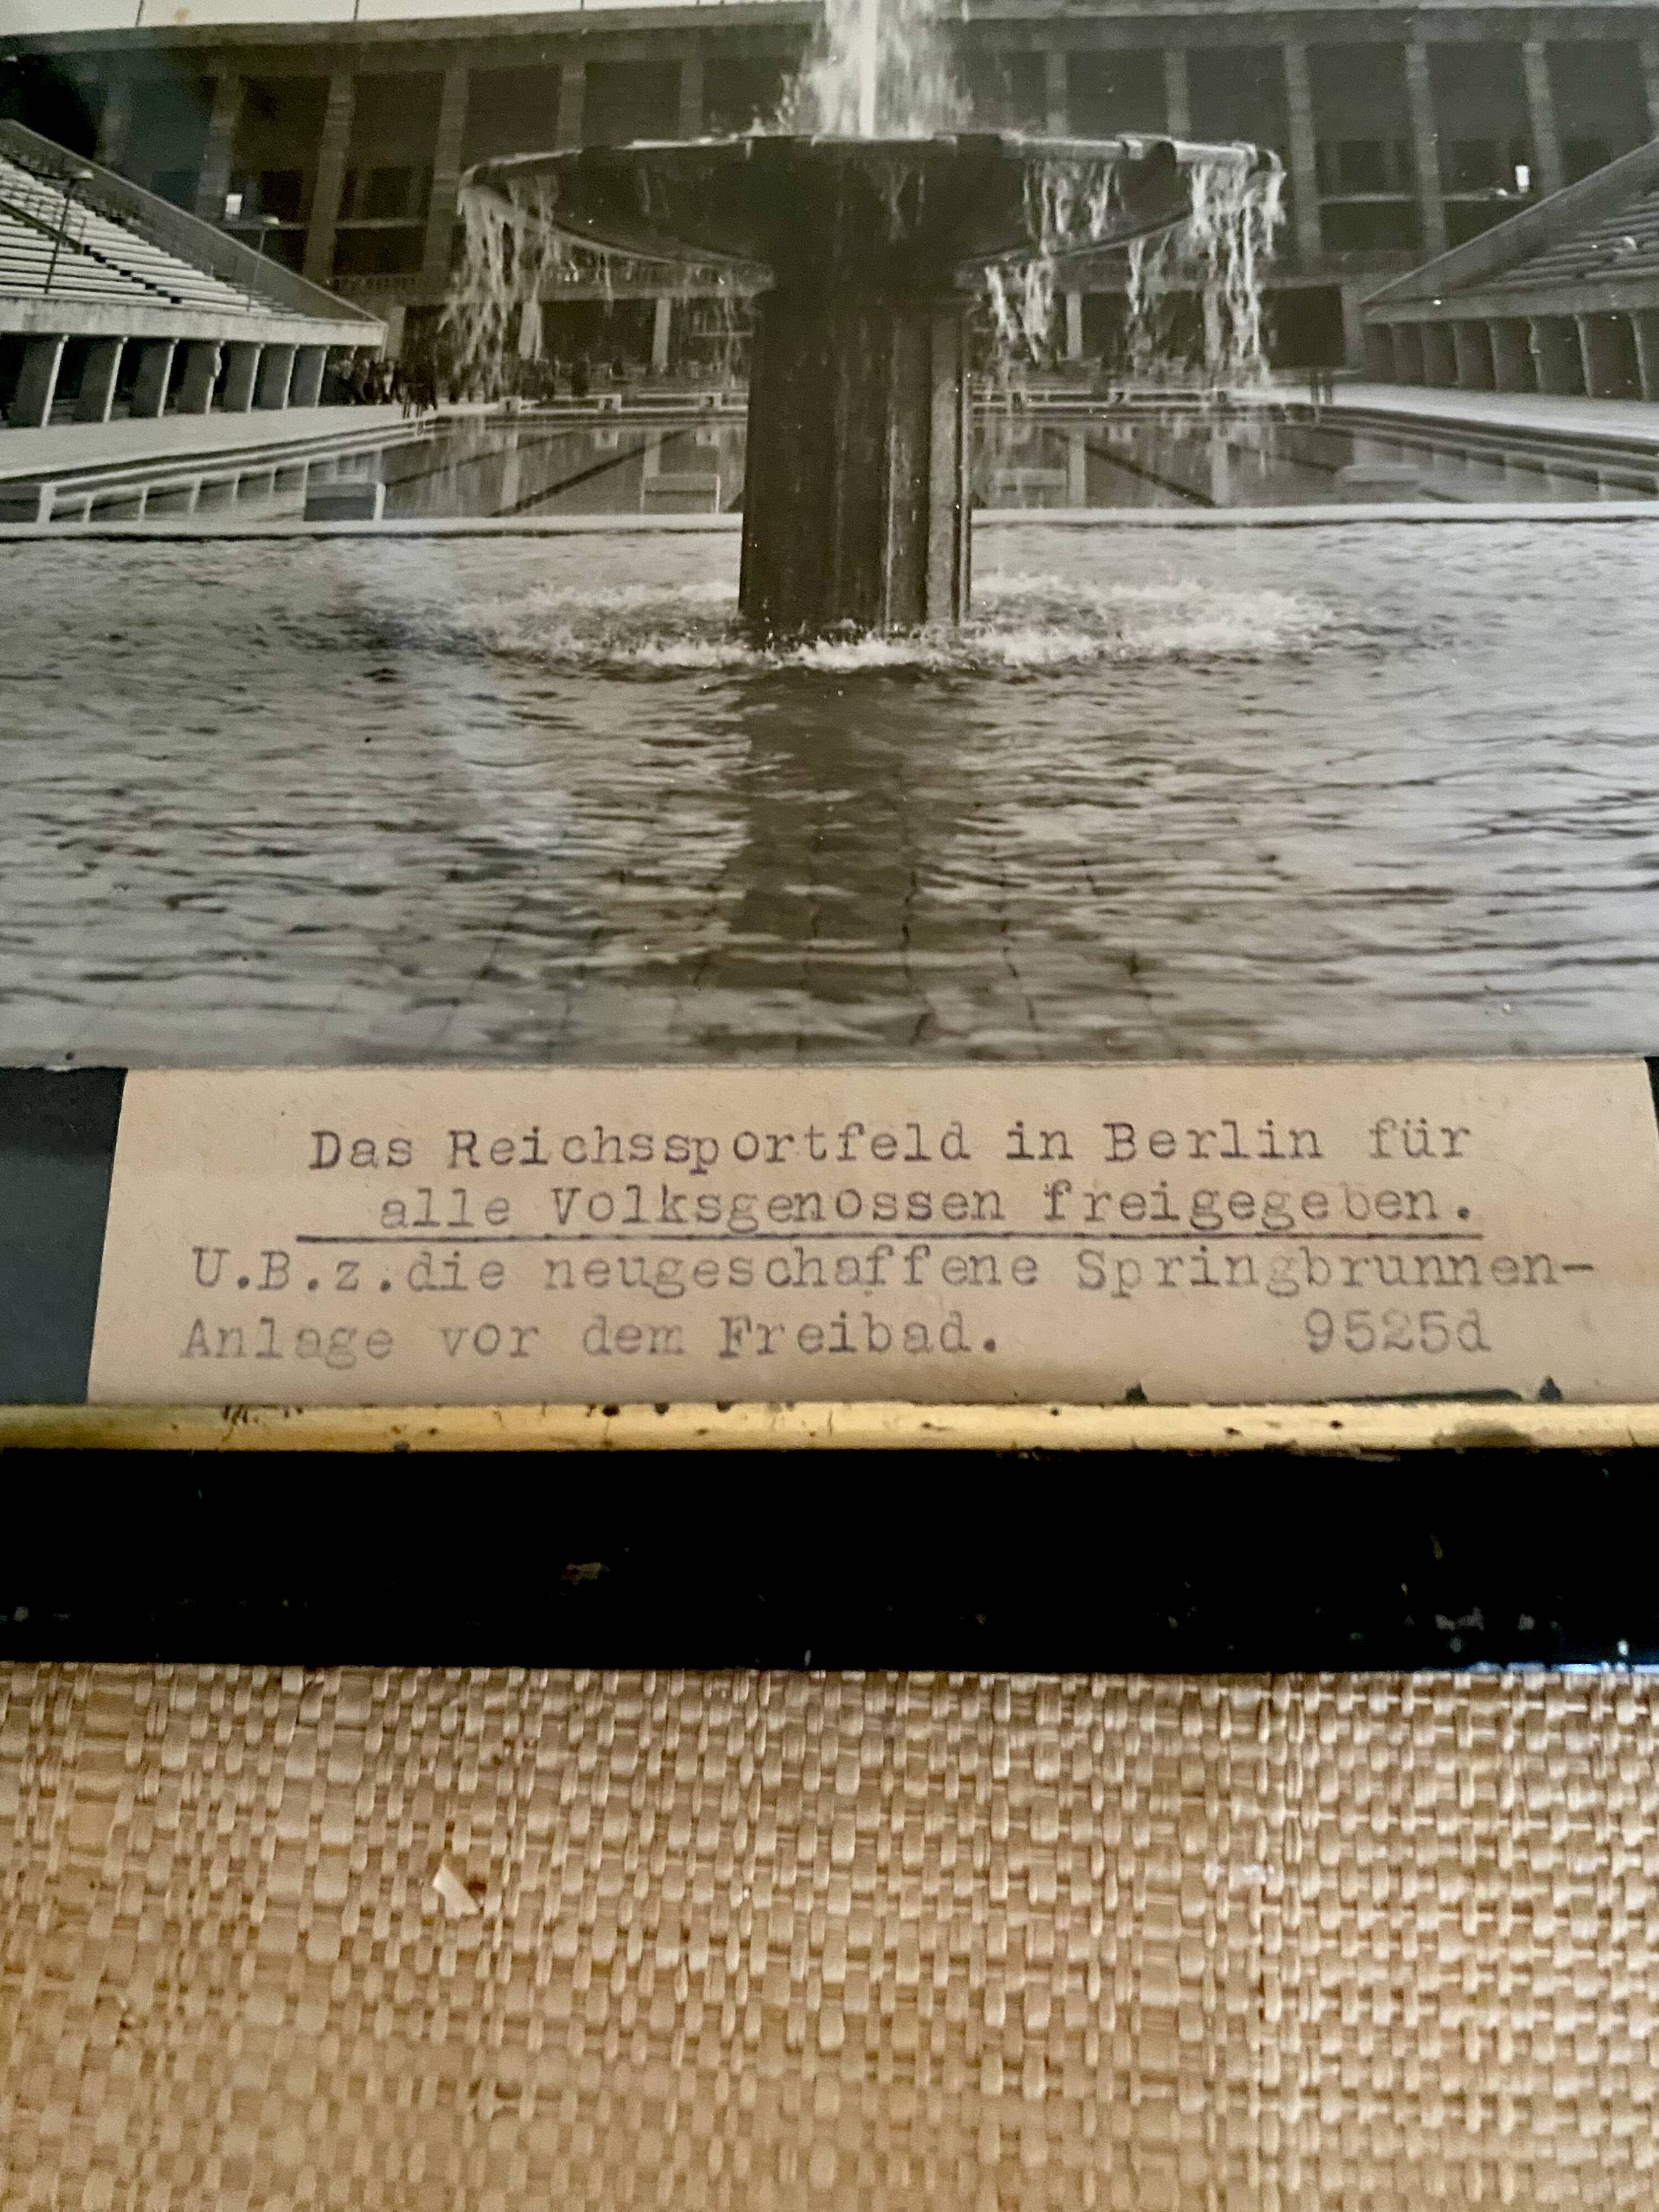 Das Reichssportfeld in Berlin für
alle Volksgenossen freigegeben.
U.B.z.die neugeschaffene Springbrunnen-
Anlage vor dem Freibad. 9525d